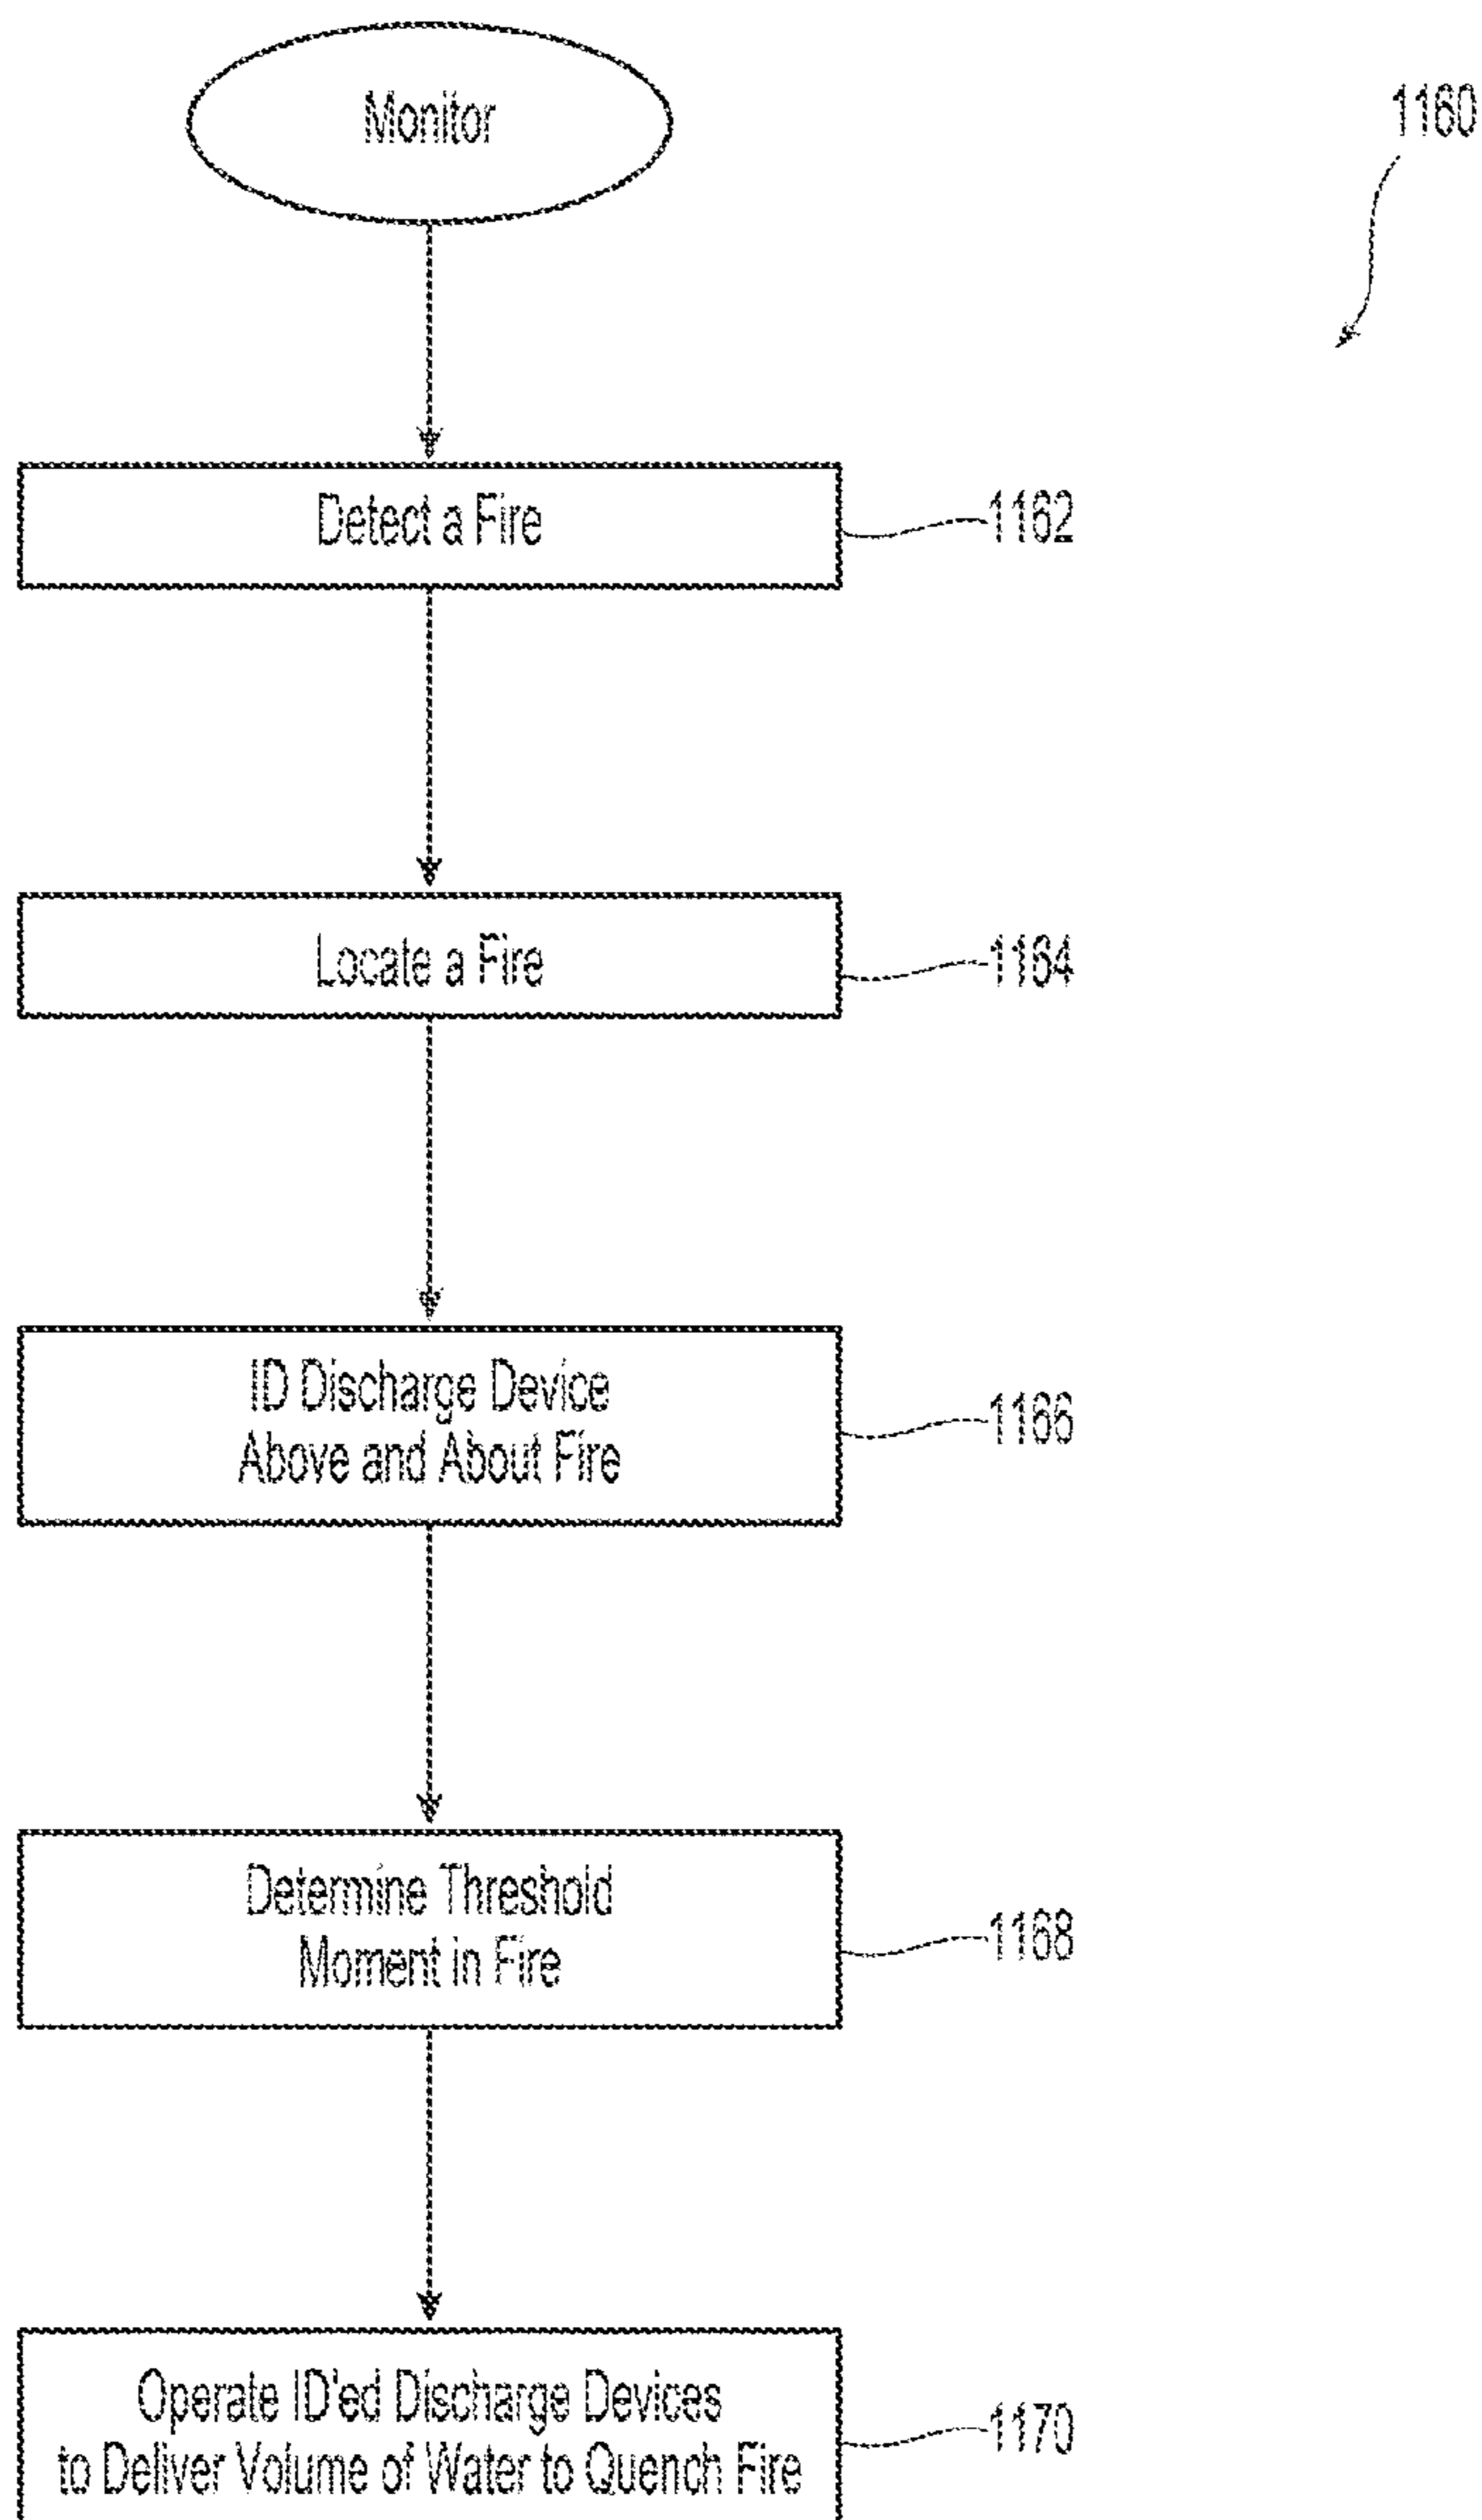 Monitor
1160
Detect a Fire
1162
Locate a Fire
1164
ID Discharge Device
Above and About Fire
1166
Determine Threshold
Moment in Fire
1168
Operate ID'ed Discharge Devices
to Deliver Volume of Water to Quench Fire
1170